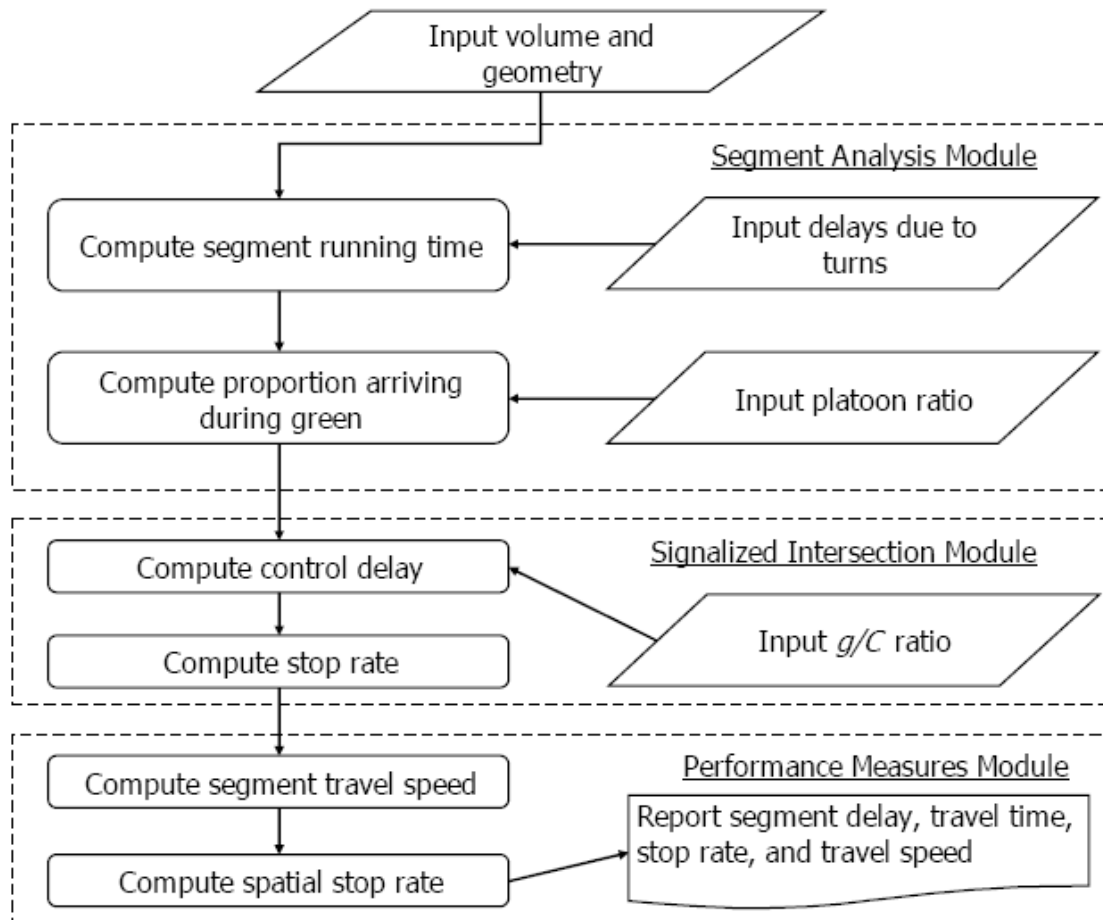 Input volume and
geometry
Segment Analysis Module
Compute segment running time
Input delays due to
turns
Compute proportion arriving
during green
Input platoon ratio
Signalized Intersection Module
Compute control delay
Input g/C ratio
Compute stop rate
Performance Measures Module
Compute segment travel speed
Report segment delay, travel time,
stop rate, and travel speed
Compute spatial stop rate